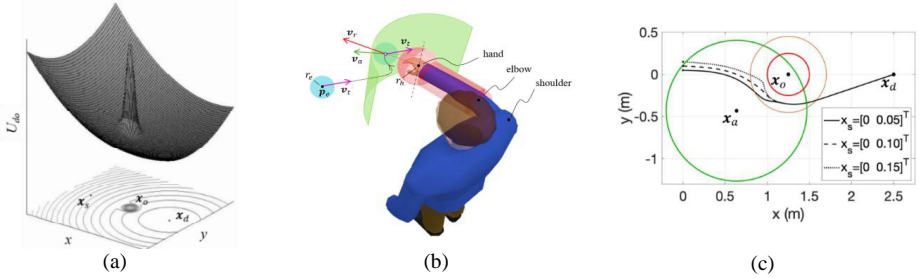 U_do
x_s
x_o
x_d
x
y
(a)
v_r
v_t
v_a
hand
elbow
shoulder
r_e
r_h
p_e
v_t
(b)
y (m)
0.5
0
-0.5
-1
x_o
x_d
x_a
x_s=[0 0.05]^T
x_s=[0 0.10]^T
x_s=[0 0.15]^T
0
0.5
1.0
1.5
2.0
2.5
x (m)
(c)